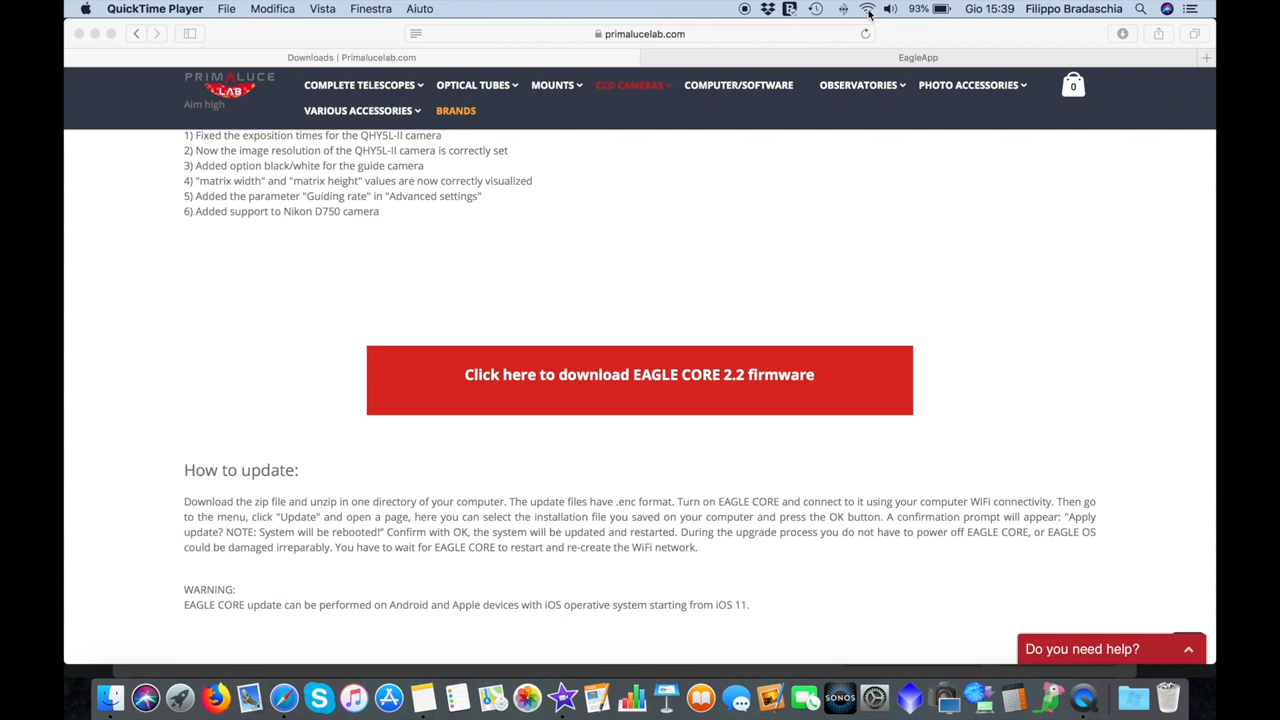 QuickTime Player File Modifica Vista Finestra Aiuto 93% Gio 15:39 Filippo Bradaschia
primalucelab.com
Downloads | Primalucelab.com EagleApp
PRIMALUCE
LAB
Aim high
COMPLETE TELESCOPES OPTICAL TUBES MOUNTS CCD CAMERAS COMPUTER/SOFTWARE OBSERVATORIES PHOTO ACCESSORIES
VARIOUS ACCESSORIES BRANDS
0
1) Fixed the exposition times for the QHY5L-II camera
2) Now the image resolution of the QHY5L-II camera is correctly set
3) Added option black/white for the guide camera
4) "matrix width" and "matrix height" values are now correctly visualized
5) Added the parameter "Guiding rate" in "Advanced settings"
6) Added support to Nikon D750 camera
Click here to download EAGLE CORE 2.2 firmware
How to update:
Download the zip file and unzip in one directory of your computer. The update files have .enc format. Turn on EAGLE CORE and connect to it using your computer WiFi connectivity. Then go
to the menu, click "Update" and open a page, here you can select the installation file you saved on your computer and press the OK button. A confirmation prompt will appear: "Apply
update? NOTE: System will be rebooted!" Confirm with OK, the system will be updated and restarted. During the upgrade process you do not have to power off EAGLE CORE, or EAGLE OS
could be damaged irreparably. You have to wait for EAGLE CORE to restart and re-create the WiFi network.
WARNING:
EAGLE CORE update can be performed on Android and Apple devices with iOS operative system starting from iOS 11.
Do you need help?
SONOS